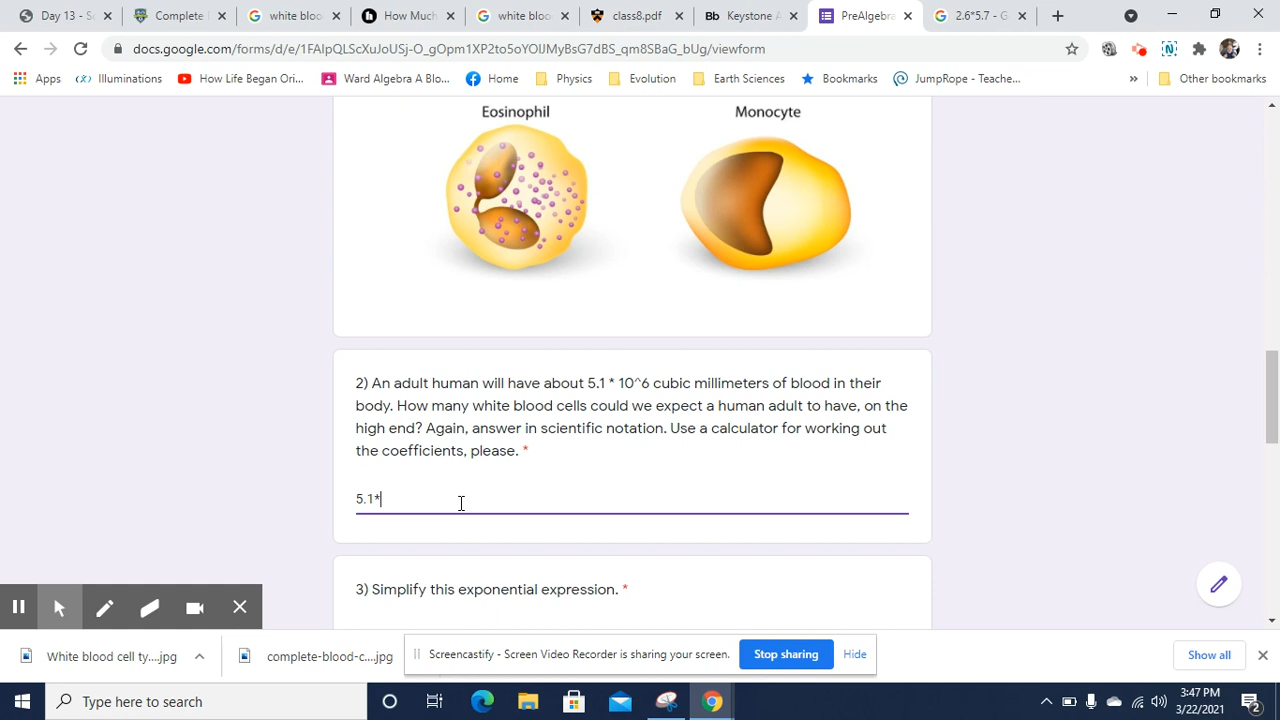 Day 13 - S
Complete
white bloo
How Much
white bloo
class8.pdf
Keystone A
PreAlgebra
2.6*5.7 - G
docs.google.com/forms/d/e/1FAIpQLScXuJoUSj-O_gOpm1XP2to5oYOlJMyBsG7dBS_qm8SBaG_bUg/viewform
Apps
Illuminations
How Life Began Ori...
Ward Algebra A Blo...
Home
Physics
Evolution
Earth Sciences
Bookmarks
JumpRope - Teache...
»
Other bookmarks
Eosinophil
Monocyte
2) An adult human will have about 5.1 * 10^6 cubic millimeters of blood in their
body. How many white blood cells could we expect a human adult to have, on the
high end? Again, answer in scientific notation. Use a calculator for working out
the coefficients, please. *
5.1*
3) Simplify this exponential expression. *
White blood cell ty....jpg
complete-blood-c....jpg
Screencastify - Screen Video Recorder is sharing your screen.
Stop sharing
Hide
Show all
Type here to search
3:47 PM
3/22/2021
2